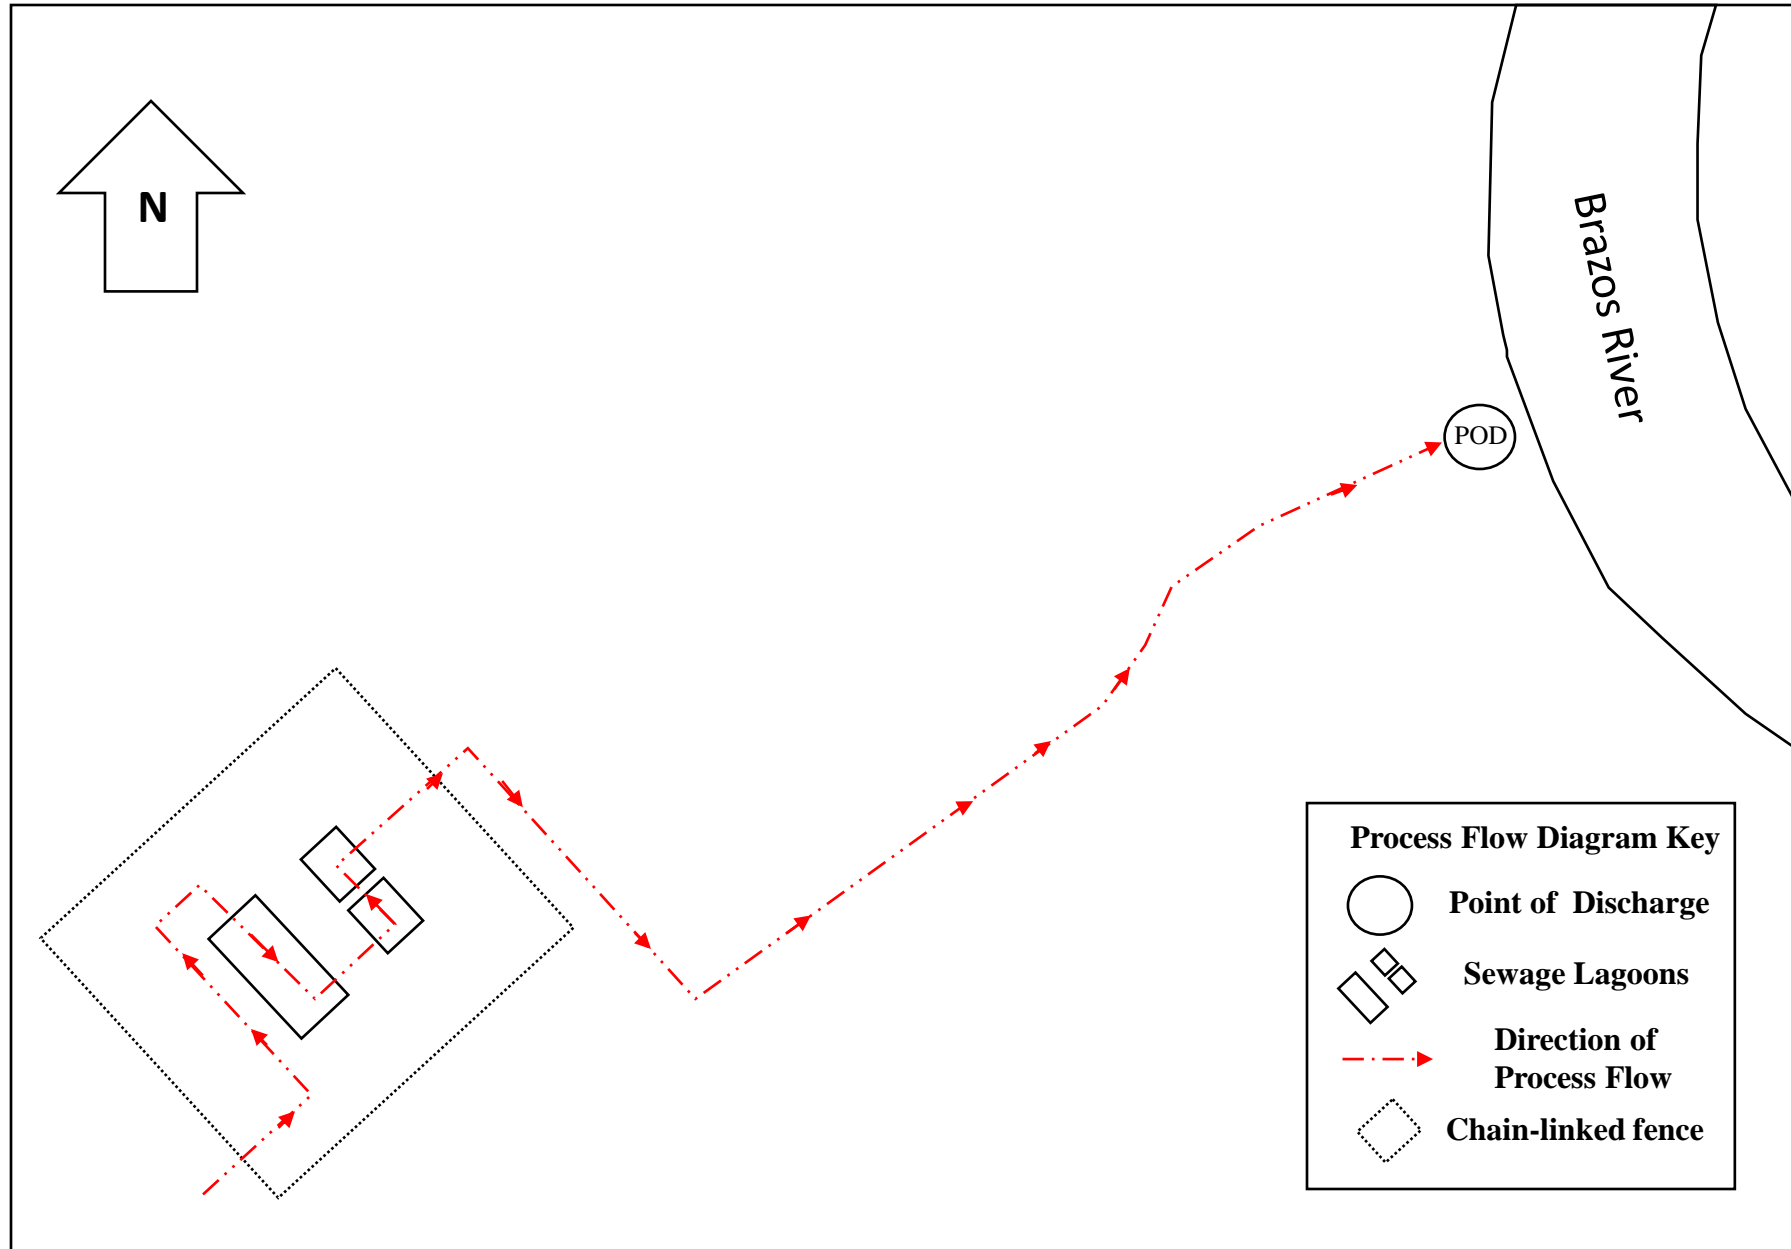 N
Brazos River
POD
Process Flow Diagram Key
Point of Discharge
Sewage Lagoons
Direction of
Process Flow
Chain-linked fence